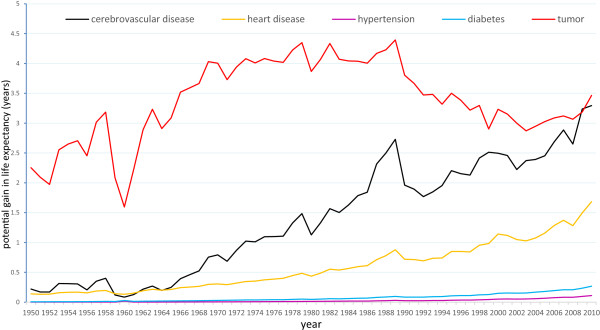 cerebrovascular disease heart disease hypertension diabetes tumor
5
4.5
4
3.5
3
2.5
2
1.5
1
0.5
0
potential gain in life expectancy (years)
1950 1952 1954 1956 1958 1960 1962 1964 1966 1968 1970 1972 1974 1976 1978 1980 1982 1984 1986 1988 1990 1992 1994 1996 1998 2000 2002 2004 2006 2008 2010
year